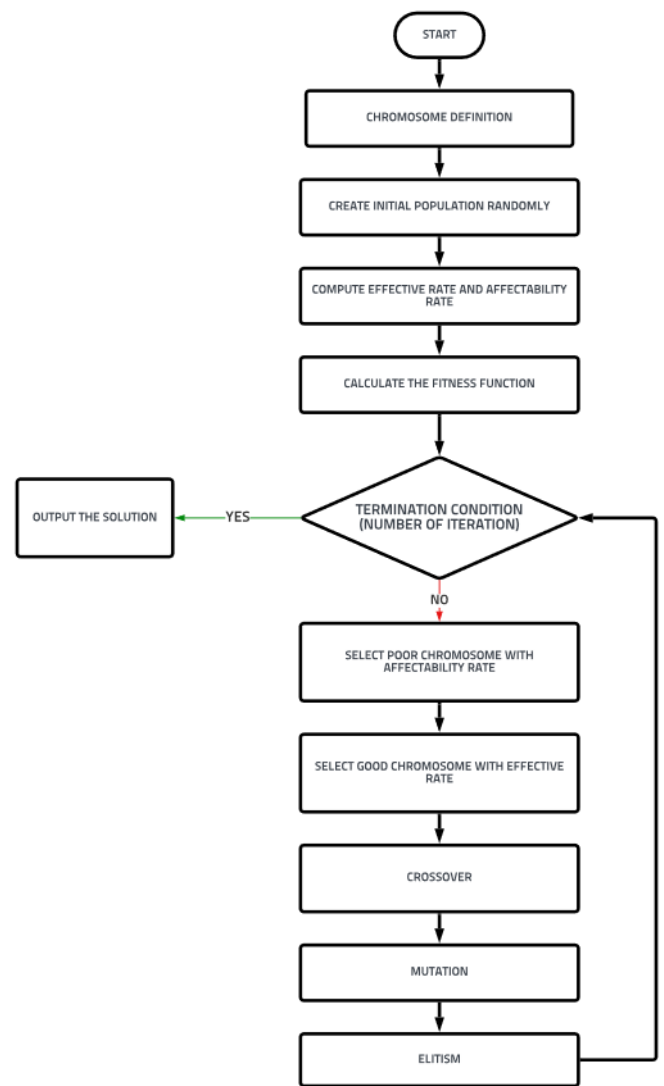 START
CHROMOSOME DEFINITION
CREATE INITIAL POPULATION RANDOMLY
COMPUTE EFFECTIVE RATE AND AFFECTABILITY
RATE
CALCULATE THE FITNESS FUNCTION
TERMINATION CONDITION
(NUMBER OF ITERATION)
YES
OUTPUT THE SOLUTION
NO
SELECT POOR CHROMOSOME WITH
AFFECTABILITY RATE
SELECT GOOD CHROMOSOME WITH EFFECTIVE
RATE
CROSSOVER
MUTATION
ELITISM